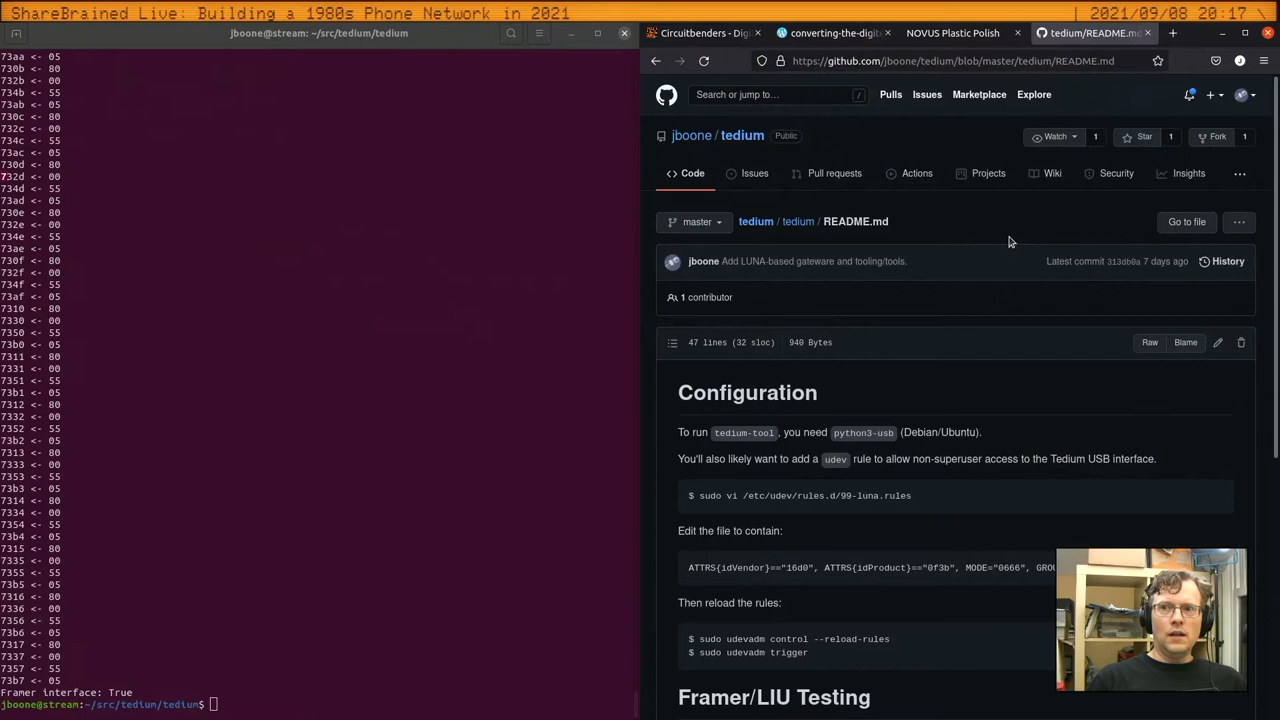 ShareBrained Live: Building a 1980s Phone Network in 2021
| 2021/09/08 20:17 \
jboone@stream: ~/src/tedium/tedium
73aa <- 05
730b <- 80
732b <- 00
734b <- 55
73ab <- 05
730c <- 80
732c <- 00
734c <- 55
73ac <- 05
730d <- 80
732d <- 00
734d <- 55
73ad <- 05
730e <- 80
732e <- 00
734e <- 55
73ae <- 05
730f <- 80
732f <- 00
734f <- 55
73af <- 05
7310 <- 80
7330 <- 00
7350 <- 55
73b0 <- 05
7311 <- 80
7331 <- 00
7351 <- 55
73b1 <- 05
7312 <- 80
7332 <- 00
7352 <- 55
73b2 <- 05
7313 <- 80
7333 <- 00
7353 <- 55
73b3 <- 05
7314 <- 80
7334 <- 00
7354 <- 55
73b4 <- 05
7315 <- 80
7335 <- 00
7355 <- 55
73b5 <- 05
7316 <- 80
7336 <- 00
7356 <- 55
73b6 <- 05
7317 <- 80
7337 <- 00
7357 <- 55
73b7 <- 05
Framer interface: True
jboone@stream:~/src/tedium/tedium$
Circuitbenders - Digi
converting-the-digit
NOVUS Plastic Polish
tedium/README.md
https://github.com/jboone/tedium/blob/master/tedium/README.md
Search or jump to... /
Pulls Issues Marketplace Explore
jboone / tedium Public
Watch 1 Star 1 Fork 1
Code Issues Pull requests Actions Projects Wiki Security Insights
master tedium / tedium / README.md Go to file
jboone Add LUNA-based gateware and tooling/tools. Latest commit 313db0a 7 days ago History
1 contributor
47 lines (32 sloc) 940 Bytes Raw Blame
Configuration
To run tedium-tool, you need python3-usb (Debian/Ubuntu).
You'll also likely want to add a udev rule to allow non-superuser access to the Tedium USB interface.
$ sudo vi /etc/udev/rules.d/99-luna.rules
Edit the file to contain:
ATTRS{idVendor}=="16d0", ATTRS{idProduct}=="0f3b", MODE="0666", GROU
Then reload the rules:
$ sudo udevadm control --reload-rules
$ sudo udevadm trigger
Framer/LIU Testing